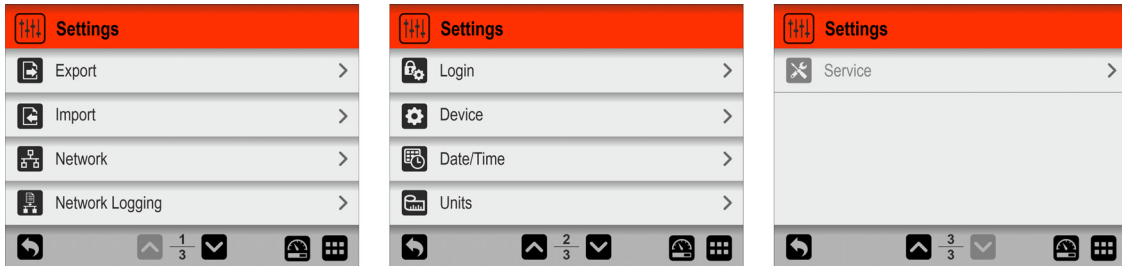 Settings
Export
Import
Network
Network Logging
1
3
Settings
Login
Device
Date/Time
Units
2
3
Settings
Service
3
3